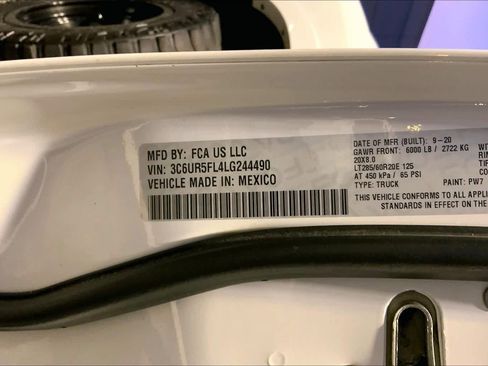 MFD BY: FCA US LLC
VIN: 3C6UR5FL4LG244490
VEHICLE MADE IN: MEXICO
DATE OF MFR (BUILT): 9-20
GAWR FRONT: 6000 LB / 2722 KG
20X8.0
LT285/60R20E 125
AT 450 kPa / 65 PSI
TYPE: TRUCK PAINT: PW7
THIS VEHICLE CONFORMS TO ALL APPL
STANDARDS IN EFFECT ON THE